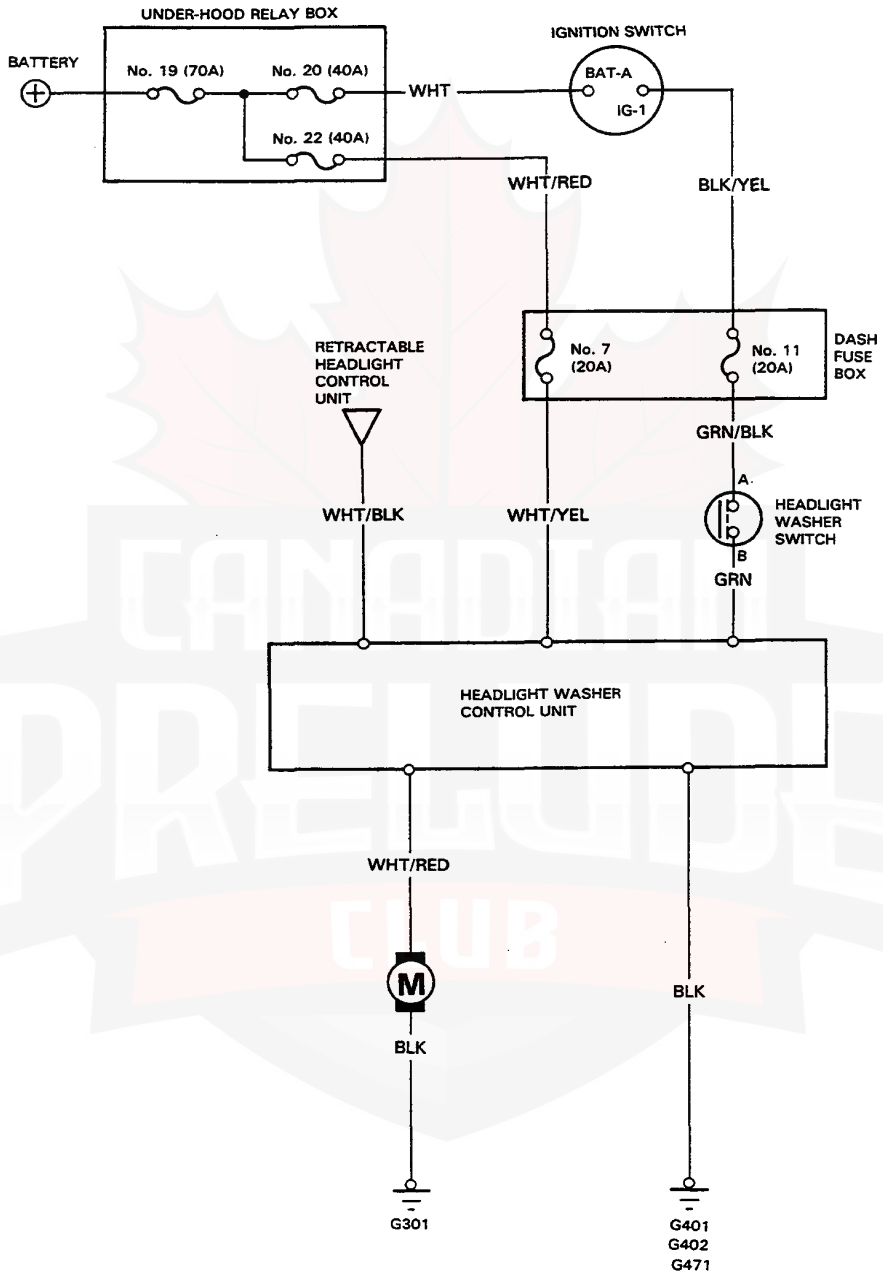 UNDER-HOOD RELAY BOX
IGNITION SWITCH
BATTERY
No. 19 (70A)
No. 20 (40A)
WHT
BAT-A
IG-1
No. 22 (40A)
WHT/RED
BLK/YEL
RETRACTABLE
HEADLIGHT
CONTROL
UNIT
No. 7
(20A)
No. 11
(20A)
DASH
FUSE
BOX
GRN/BLK
A
HEADLIGHT
WASHER
SWITCH
B
WHT/BLK
WHT/YEL
GRN
HEADLIGHT WASHER
CONTROL UNIT
WHT/RED
M
BLK
BLK
G301
G401
G402
G471
CANADIAN
PRELUDE
CLUB